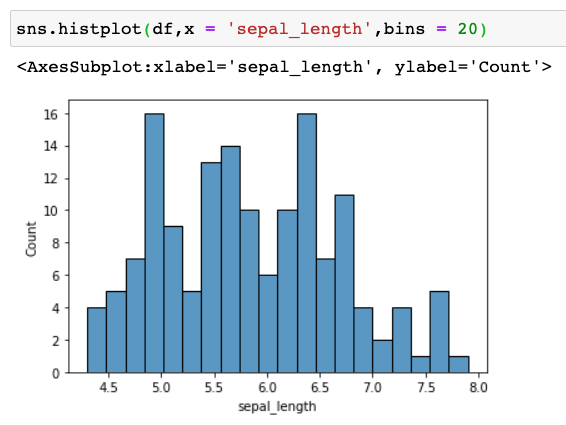 sns.histplot(df,x = 'sepal_length',bins = 20)
<AxesSubplot:xlabel='sepal_length', ylabel='Count'>
16
14
12
10
8
6
4
2
0
Count
4.5 5.0 5.5 6.0 6.5 7.0 7.5 8.0
sepal_length